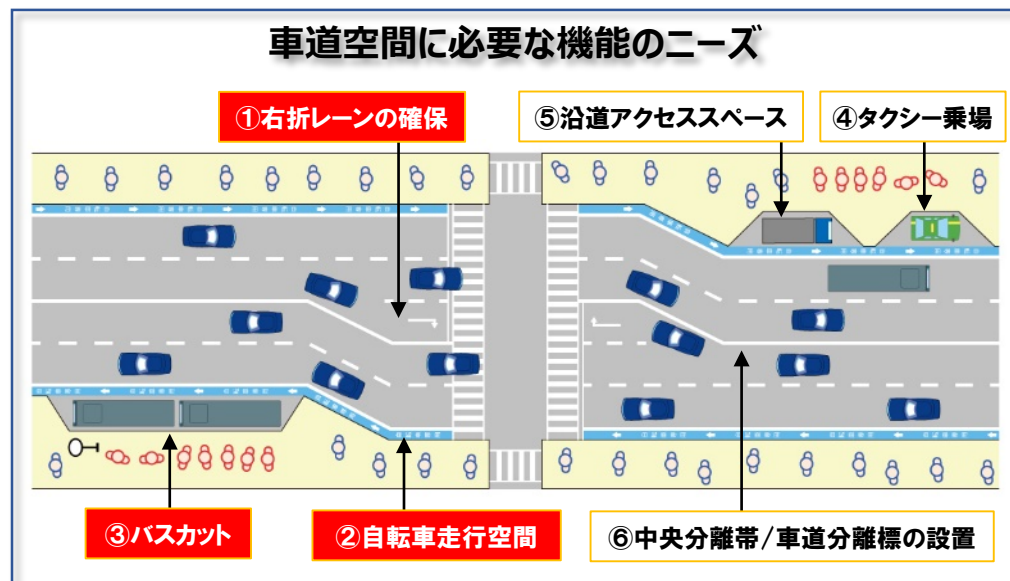 車道空間に必要な機能のニーズ
①右折レーンの確保
⑤沿道アクセススペース
④タクシー乗場
③バスカット
②自転車走行空間
⑥中央分離帯/車道分離標の設置